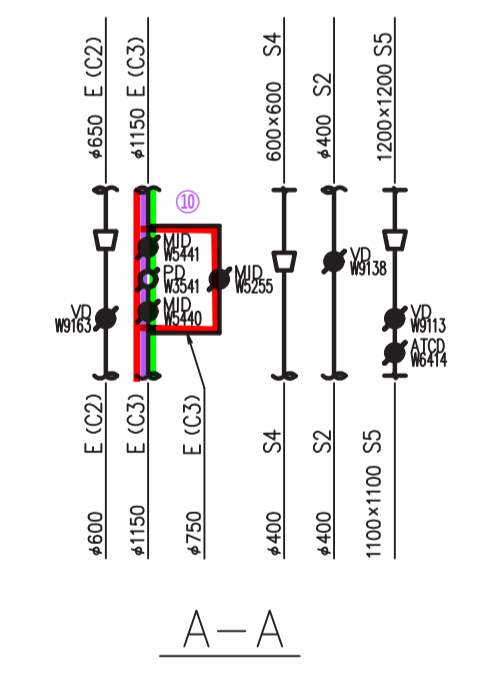 φ650 E (C2)
φ1150 E (C3)
600×600 S4
φ400 S2
1200×1200 S5
⑩
MID
W5441
PD
W3541
MID
W5440
MID
W5255
VD
W9163
VD
W9138
VD
W9113
ATCD
W6414
φ600 E (C2)
φ1150 E (C3)
φ750 E (C3)
φ400 S4
φ400 S2
1100×1100 S5
A—A